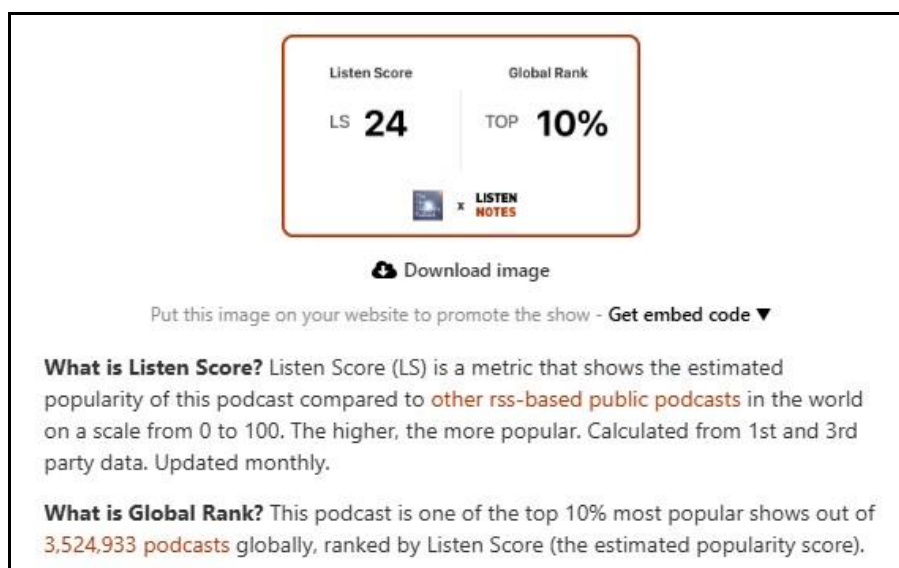 Listen Score Global Rank
LS 24 TOP 10%
x LISTEN
NOTES
Download image
Put this image on your website to promote the show - Get embed code ▼
What is Listen Score? Listen Score (LS) is a metric that shows the estimated
popularity of this podcast compared to other rss-based public podcasts in the world
on a scale from 0 to 100. The higher, the more popular. Calculated from 1st and 3rd
party data. Updated monthly.
What is Global Rank? This podcast is one of the top 10% most popular shows out of
3,524,933 podcasts globally, ranked by Listen Score (the estimated popularity score).